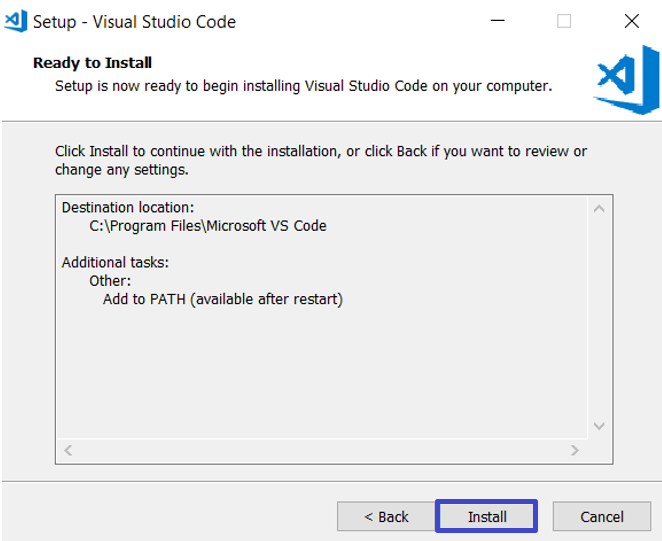 Setup - Visual Studio Code
Ready to Install
Setup is now ready to begin installing Visual Studio Code on your computer.
Click Install to continue with the installation, or click Back if you want to review or
change any settings.
Destination location:
C:\Program Files\Microsoft VS Code
Additional tasks:
Other:
Add to PATH (available after restart)
< Back
Install
Cancel